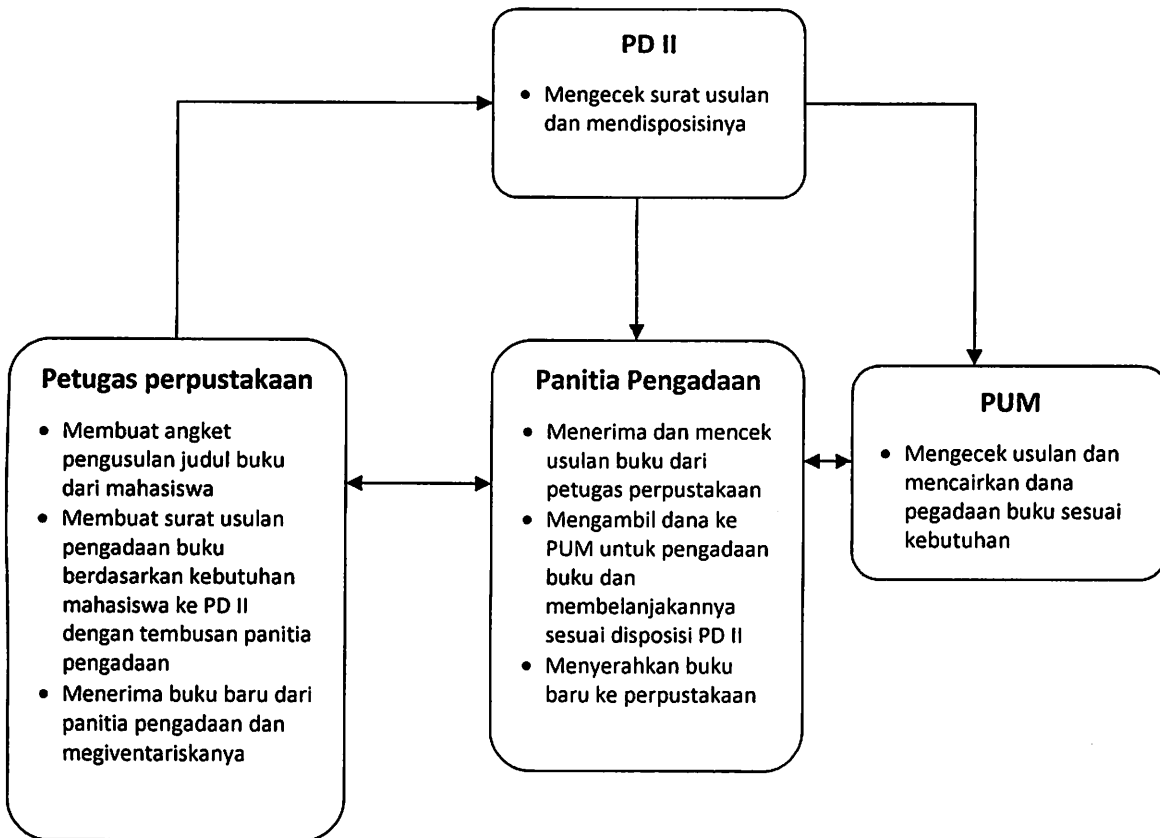 PD II
• Mengecek surat usulan
dan mendisposisinya
Petugas perpustakaan
• Membuat angket
pengusulan judul buku
dari mahasiswa
• Membuat surat usulan
pengadaan buku
berdasarkan kebutuhan
mahasiswa ke PD II
dengan tembusan panitia
pengadaan
• Menerima buku baru dari
panitia pengadaan dan
megiventariskanya
Panitia Pengadaan
• Menerima dan mencek
usulan buku dari
petugas perpustakaan
• Mengambil dana ke
PUM untuk pengadaan
buku dan
membelanjakannya
sesuai disposisi PD II
• Menyerahkan buku
baru ke perpustakaan
PUM
• Mengecek usulan dan
mencairkan dana
pegadaan buku sesuai
kebutuhan